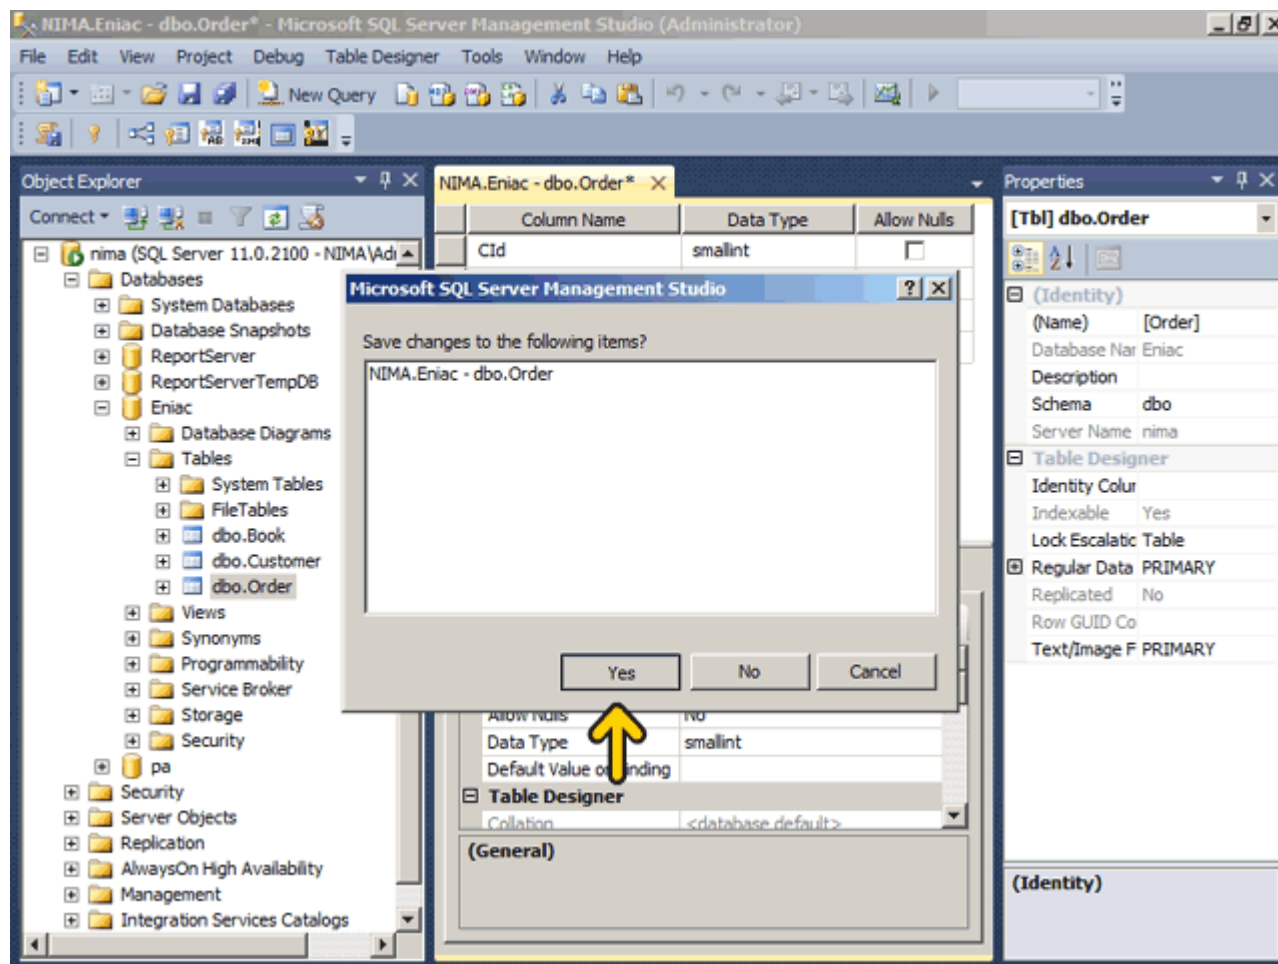 NIMA.Eniac - dbo.Order* - Microsoft SQL Server Management Studio (Administrator)
File Edit View Project Debug Table Designer Tools Window Help
New Query
Object Explorer
Connect
nima (SQL Server 11.0.2100 - NIMA\Ad
Databases
System Databases
Database Snapshots
ReportServer
ReportServerTempDB
Eniac
Database Diagrams
Tables
System Tables
FileTables
dbo.Book
dbo.Customer
dbo.Order
Views
Synonyms
Programmability
Service Broker
Storage
Security
pa
Security
Server Objects
Replication
AlwaysOn High Availability
Management
Integration Services Catalogs
NIMA.Eniac - dbo.Order*
Column Name Data Type Allow Nulls
CId smallint
Microsoft SQL Server Management Studio
Save changes to the following items?
NIMA.Eniac - dbo.Order
Yes No Cancel
Allow Nulls No
Data Type smallint
Default Value or Binding
Table Designer
Collation <database default>
(General)
Properties
[Tbl] dbo.Order
(Identity)
(Name) [Order]
Database Nar Eniac
Description
Schema dbo
Server Name nima
Table Designer
Identity Colur
Indexable Yes
Lock Escalatic Table
Regular Data PRIMARY
Replicated No
Row GUID Co
Text/Image F PRIMARY
(Identity)